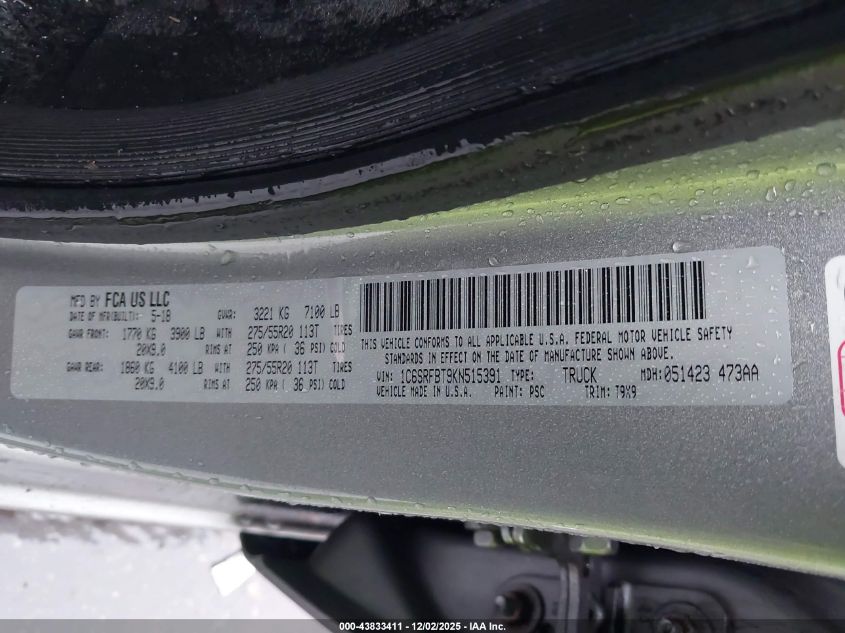 MFD BY FCA US LLC
DATE OF MFR(BUILT): 5-18 GVWR: 3221 KG 7100 LB
GAWR FRONT: 1770 KG 3900 LB WITH 275/55R20 113T TIRES
20X9.0 RIMS AT 250 KPA ( 36 PSI) COLD
GAWR REAR: 1860 KG 4100 LB WITH 275/55R20 113T TIRES
20X9.0 RIMS AT 250 KPA ( 36 PSI) COLD
THIS VEHICLE CONFORMS TO ALL APPLICABLE U.S.A. FEDERAL MOTOR VEHICLE SAFETY
STANDARDS IN EFFECT ON THE DATE OF MANUFACTURE SHOWN ABOVE.
VIN: 1C6SRFBT9KN515391 TYPE: TRUCK MDH:051423 473AA
VEHICLE MADE IN U.S.A. PAINT: PSC TRIM: T9X9
000-43833411 - 12/02/2025 - IAA Inc.